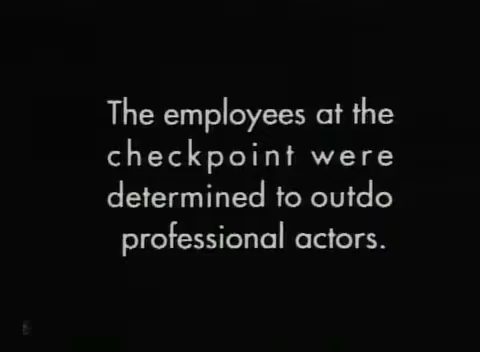 The employees at the
checkpoint were
determined to outdo
professional actors.